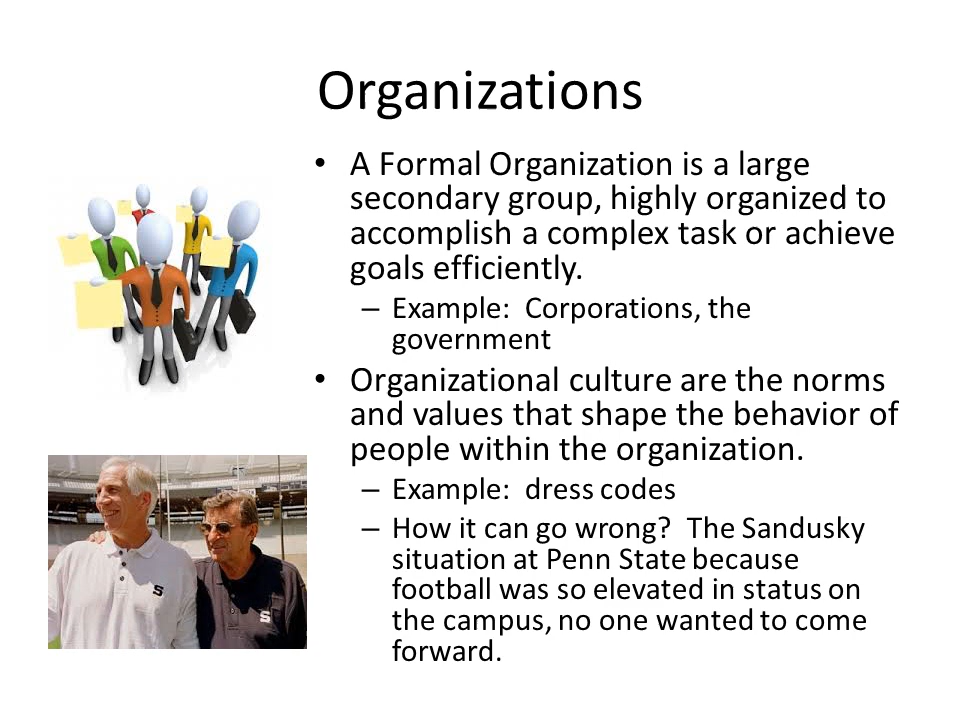 Organizations
• A Formal Organization is a large
secondary group, highly organized to
accomplish a complex task or achieve
goals efficiently.
– Example:  Corporations, the
government
• Organizational culture are the norms
and values that shape the behavior of
people within the organization.
– Example:  dress codes
– How it can go wrong?  The Sandusky
situation at Penn State because
football was so elevated in status on
the campus, no one wanted to come
forward.
S
S